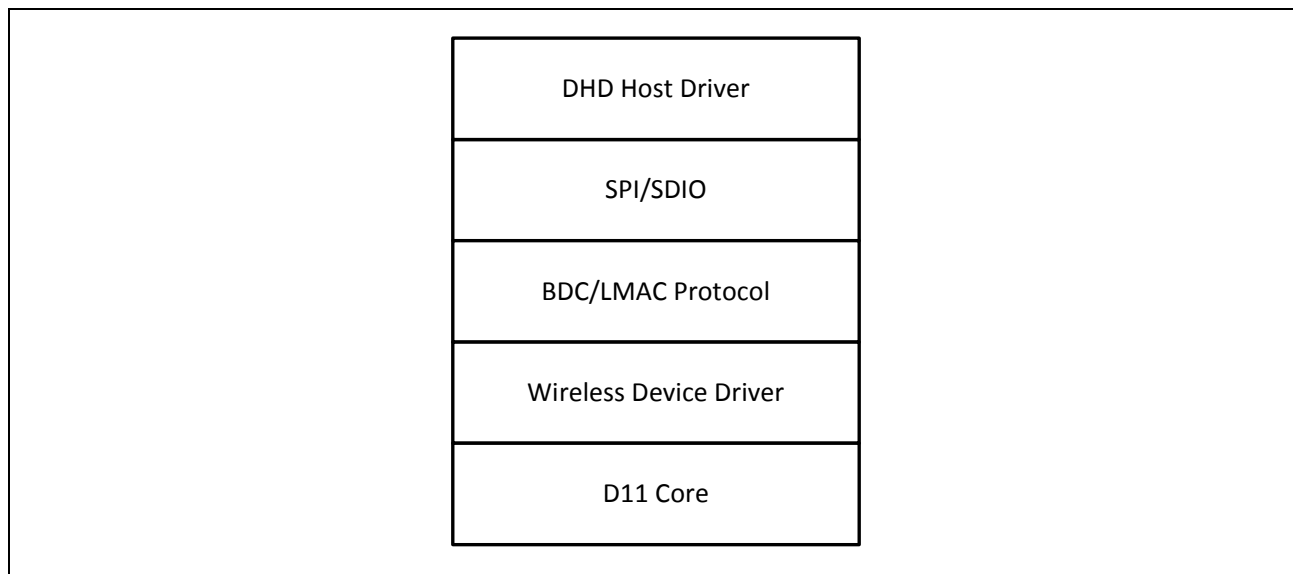 DHD Host Driver
SPI/SDIO
BDC/LMAC Protocol
Wireless Device Driver
D11 Core